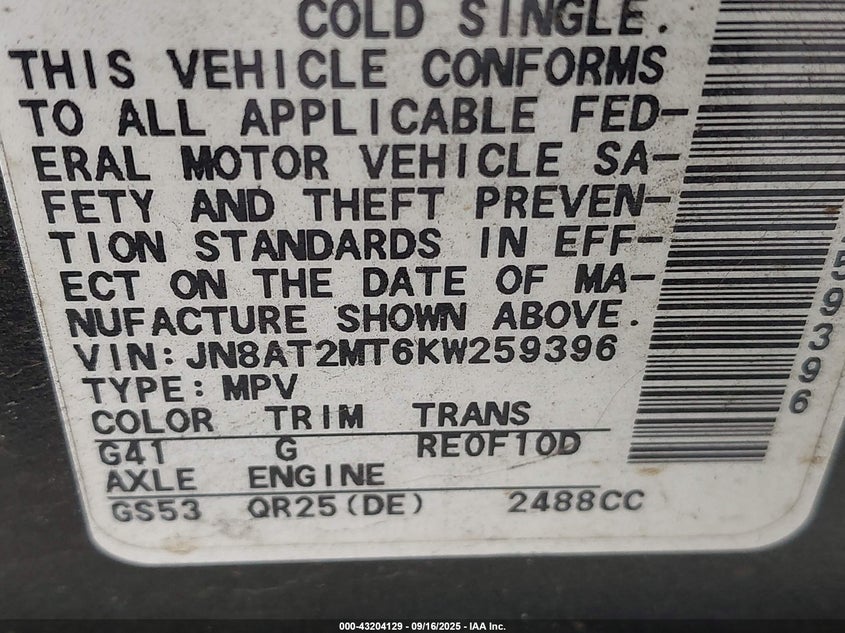 COLD SINGLE.
THIS VEHICLE CONFORMS
TO ALL APPLICABLE FED-
ERAL MOTOR VEHICLE SA-
FETY AND THEFT PREVEN-
TION STANDARDS IN EFF-
ECT ON THE DATE OF MA-
NUFACTURE SHOWN ABOVE.
VIN:JN8AT2MT6KW259396
TYPE:MPV
COLOR TRIM TRANS
G41 G RE0F10D
AXLE ENGINE
GS53 QR25(DE) 2488CC
59396
000-43204129 - 09/16/2025 - IAA Inc.